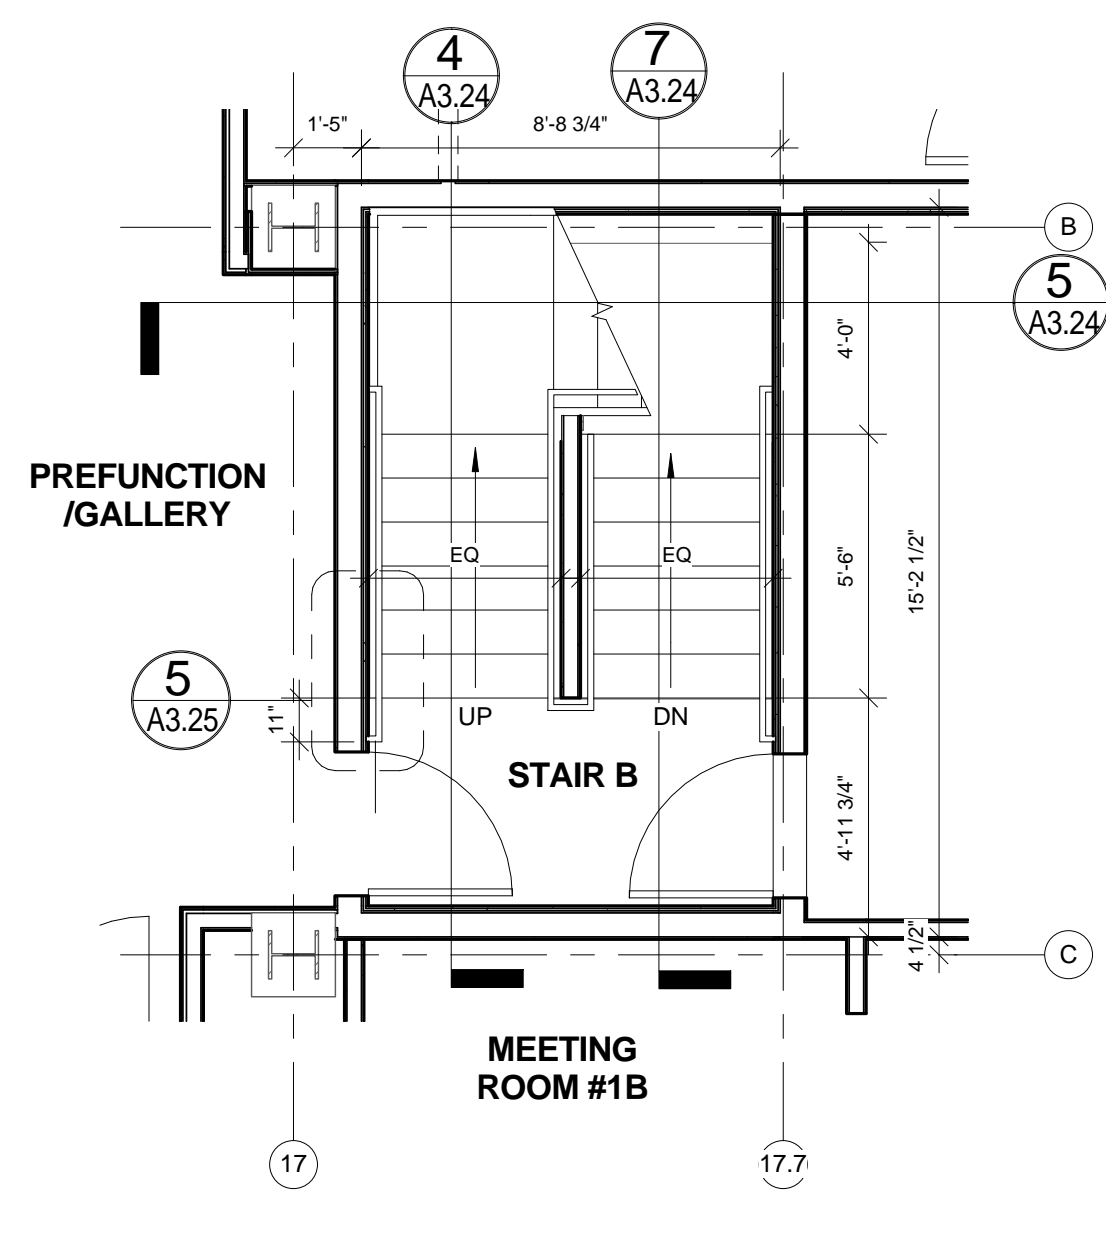 4
A3.24
7
A3.24
1'-5"
8'-8 3/4"
B
5
A3.24
4'-0"
PREFUNCTION
/GALLERY
EQ
EQ
5'-6"
15'-2 1/2"
5
A3.25
11"
UP
DN
STAIR B
4'-11 3/4"
4 1/2"
C
MEETING
ROOM #1B
17
17.7